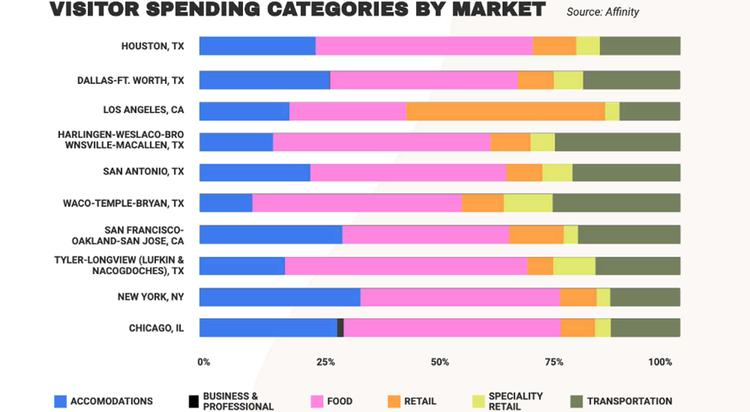 VISITOR SPENDING CATEGORIES BY MARKET
Source: Affinity
HOUSTON, TX
DALLAS-FT. WORTH, TX
LOS ANGELES, CA
HARLINGEN-WESLACO-BRO
WNSVILLE-MACALLEN, TX
SAN ANTONIO, TX
WACO-TEMPLE-BRYAN, TX
SAN FRANCISCO-
OAKLAND-SAN JOSE, CA
TYLER-LONGVIEW (LUFKIN &
NACOGDOCHES), TX
NEW YORK, NY
CHICAGO, IL
0% 25% 50% 75% 100%
ACCOMODATIONS
BUSINESS &
PROFESSIONAL
FOOD
RETAIL
SPECIALITY
RETAIL
TRANSPORTATION